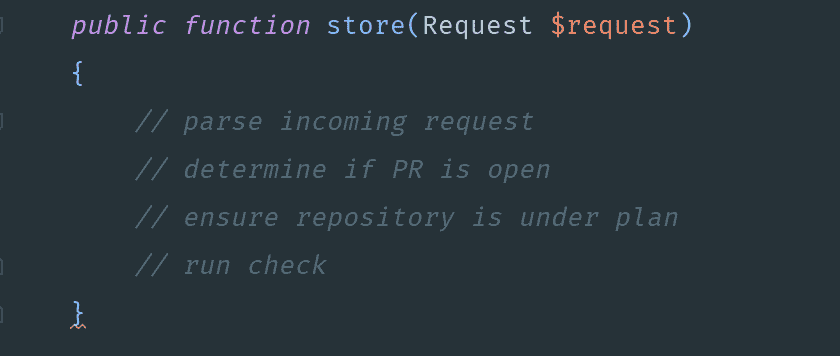 public function store(Request $request)
{
// parse incoming request
// determine if PR is open
// ensure repository is under plan
// run check
}